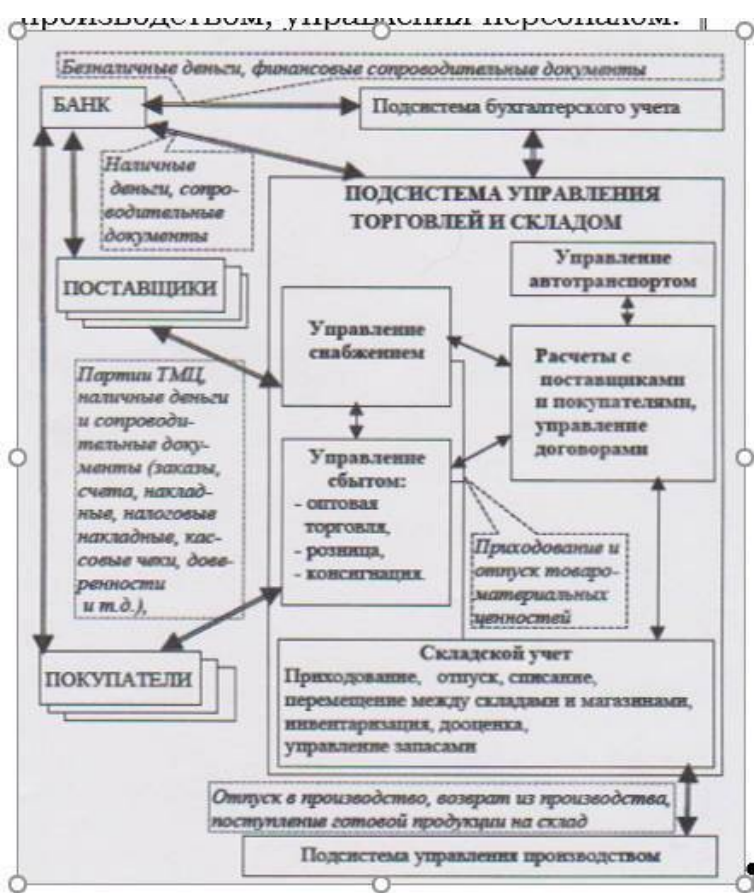 производством, управления персоналом.
Безналичные деньги, финансовые сопроводительные документы
БАНК
Подсистема бухгалтерского учета
Наличные
деньги, сопро-
водительные
документы
ПОДСИСТЕМА УПРАВЛЕНИЯ
ТОРГОВЛЕЙ И СКЛАДОМ
Управление
автотранспортом
ПОСТАВЩИКИ
Управление
снабжением
Расчеты с
поставщиками
и покупателями,
управление
договорами
Партии ТМЦ,
наличные деньги
и сопроводи-
тельные доку-
менты (заказы,
счета, наклад-
ные, налоговые
накладные, кас-
совые чеки, дове-
ренности
и т.д.),
Управление
сбытом:
- оптовая
торговля,
- розница,
- консигнация.
Приходование и
отпуск товаро-
материальных
ценностей
ПОКУПАТЕЛИ
Складской учет
Приходование, отпуск, списание,
перемещение между складами и магазинами,
инвентаризация, дооценка,
управление запасами
Отпуск в производство, возврат из производства,
поступление готовой продукции на склад
Подсистема управления производством